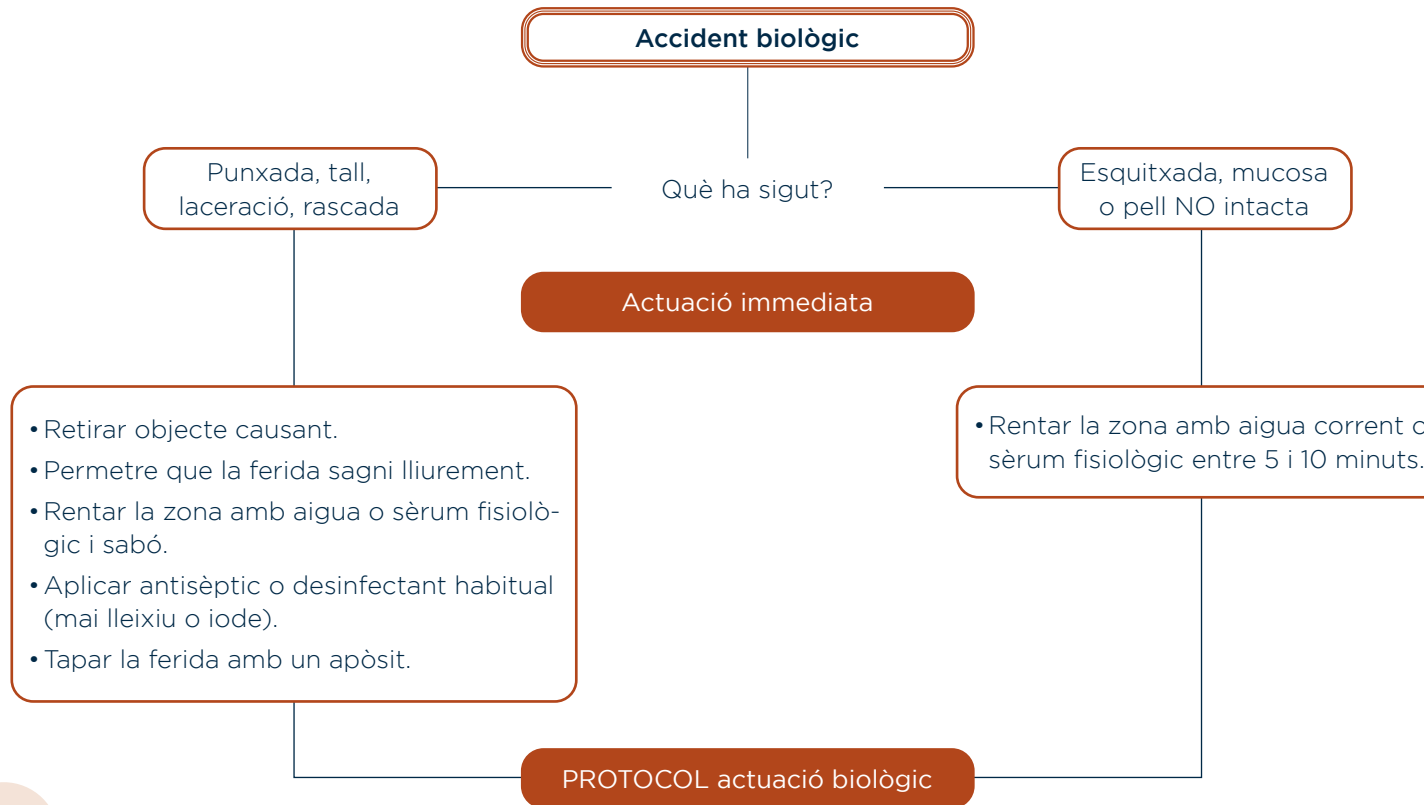 Accident biològic
Punxada, tall,
laceració, rascada
Què ha sigut?
Esquitxada, mucosa
o pell NO intacta
Actuació immediata
• Retirar objecte causant.
• Permetre que la ferida sagni lliurement.
• Rentar la zona amb aigua o sèrum fisiolò-
gic i sabó.
• Aplicar antisèptic o desinfectant habitual
(mai lleixiu o iode).
• Tapar la ferida amb un apòsit.
• Rentar la zona amb aigua corrent o
sèrum fisiològic entre 5 i 10 minuts.
PROTOCOL actuació biològic